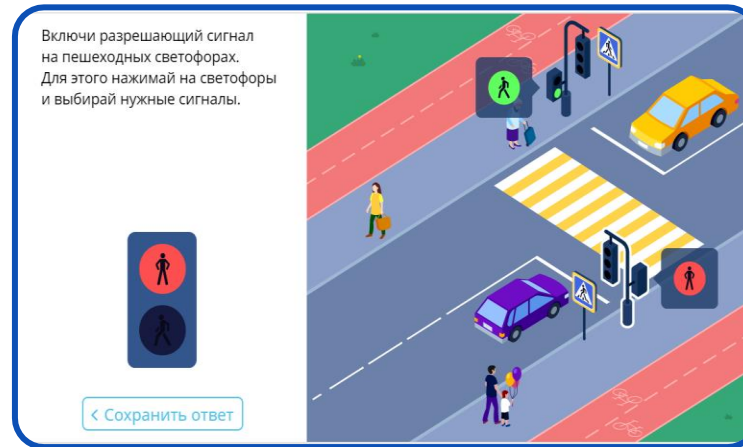 Включи разрешающий сигнал
на пешеходных светофорах.
Для этого нажимай на светофоры
и выбирай нужные сигналы.
< Сохранить ответ